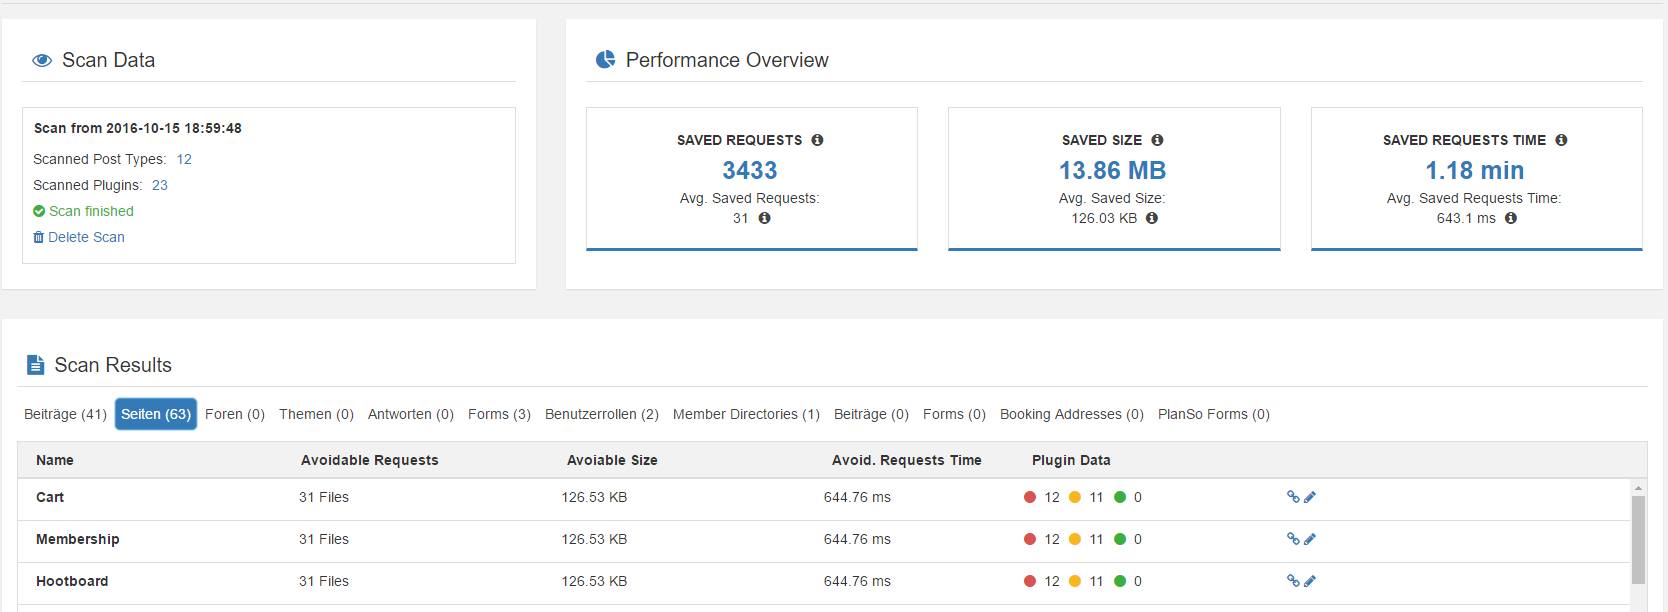 Scan Data
Scan from 2016-10-15 18:59:48
Scanned Post Types: 12
Scanned Plugins: 23
Scan finished
Delete Scan
Performance Overview
SAVED REQUESTS
3433
Avg. Saved Requests:
31
SAVED SIZE
13.86 MB
Avg. Saved Size:
126.03 KB
SAVED REQUESTS TIME
1.18 min
Avg. Saved Requests Time:
643.1 ms
Scan Results
Beiträge (41) Seiten (63) Foren (0) Themen (0) Antworten (0) Forms (3) Benutzerrollen (2) Member Directories (1) Beiträge (0) Forms (0) Booking Addresses (0) PlanSo Forms (0)
Name Avoidable Requests Avoiable Size Avoid. Requests Time Plugin Data
Cart 31 Files 126.53 KB 644.76 ms 12 11 0
Membership 31 Files 126.53 KB 644.76 ms 12 11 0
Hootboard 31 Files 126.53 KB 644.76 ms 12 11 0